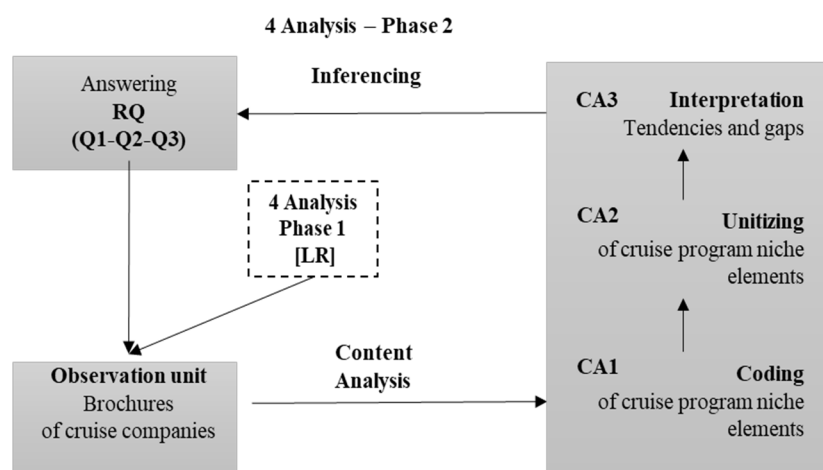 4 Analysis – Phase 2
Inferencing
Answering
RQ
(Q1-Q2-Q3)
4 Analysis
Phase 1
[LR]
Observation unit
Brochures
of cruise companies
Content
Analysis
CA3 Interpretation
Tendencies and gaps
CA2 Unitizing
of cruise program niche
elements
CA1 Coding
of cruise program niche
elements